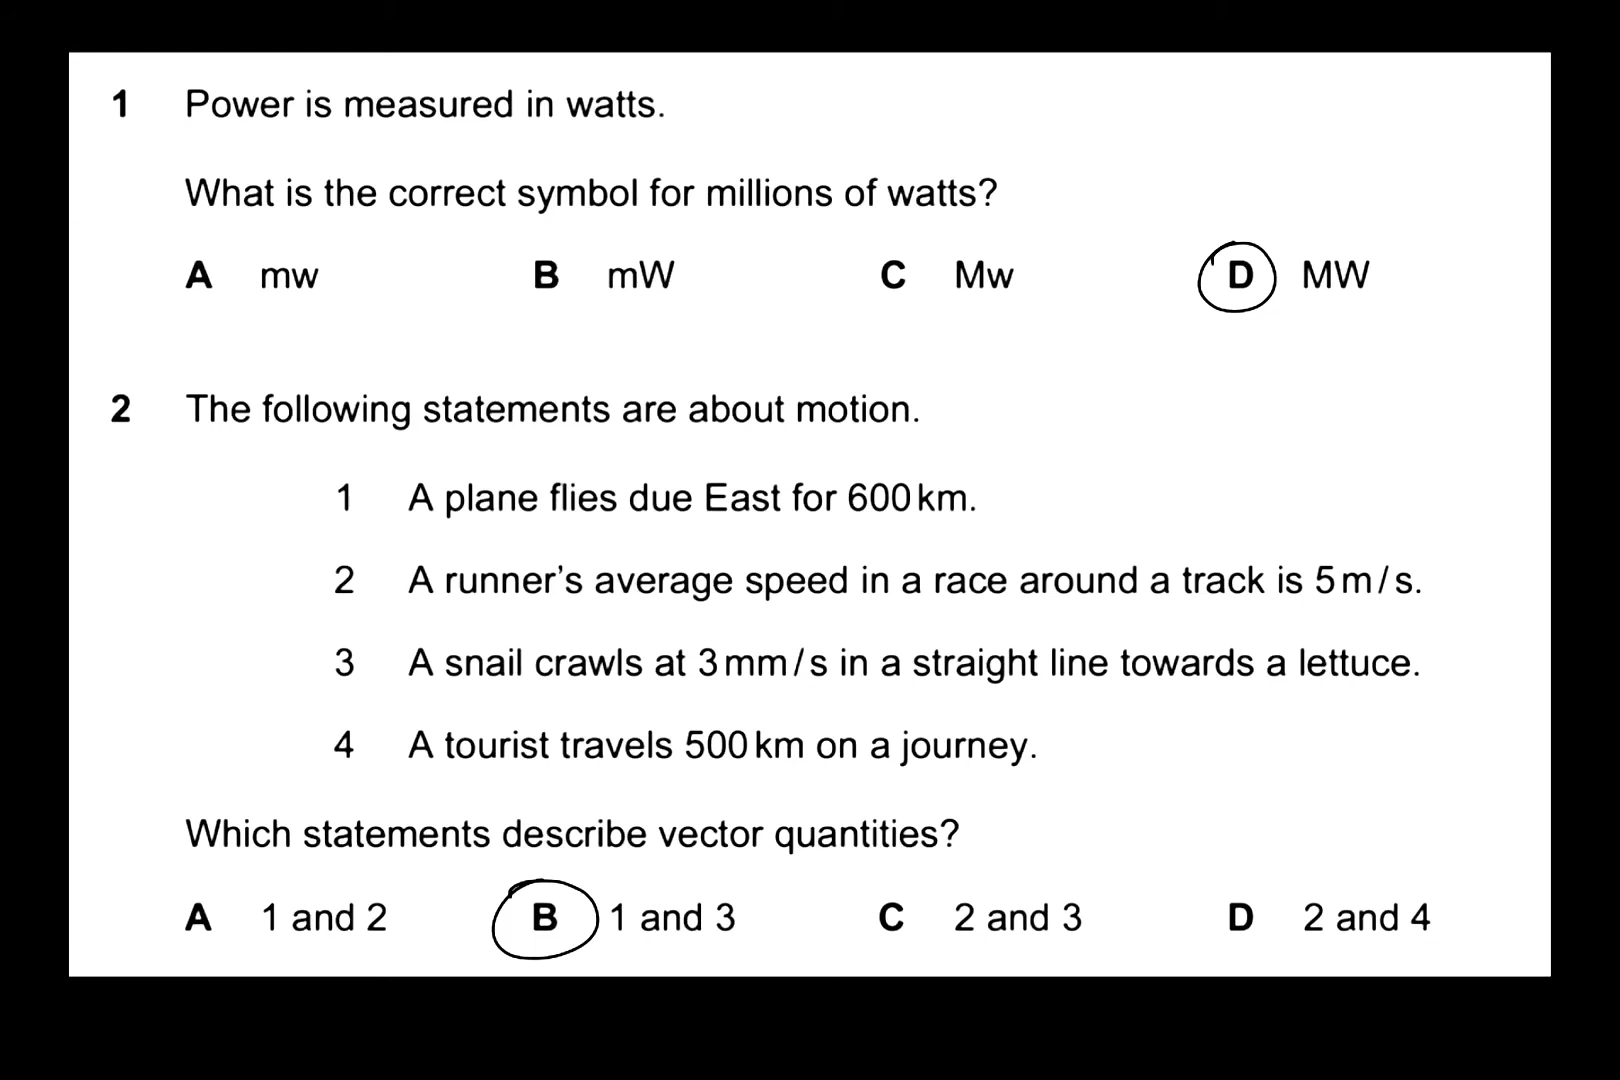 1 Power is measured in watts.
What is the correct symbol for millions of watts?
A mw B mW C Mw D MW
2 The following statements are about motion.
1 A plane flies due East for 600 km.
2 A runner’s average speed in a race around a track is 5 m / s.
3 A snail crawls at 3 mm / s in a straight line towards a lettuce.
4 A tourist travels 500 km on a journey.
Which statements describe vector quantities?
A 1 and 2 B 1 and 3 C 2 and 3 D 2 and 4